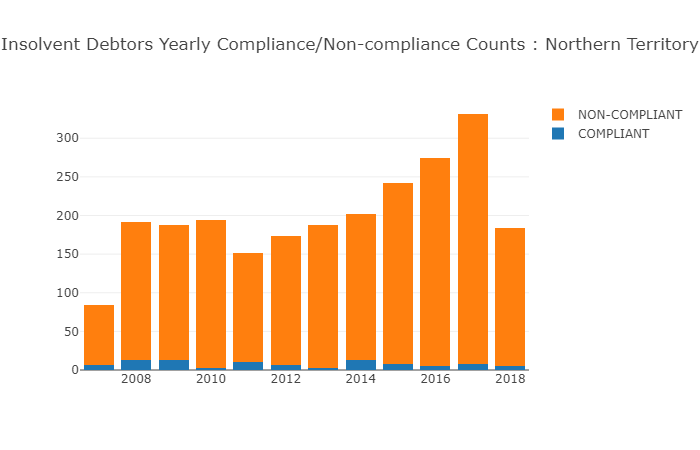 Insolvent Debtors Yearly Compliance/Non-compliance Counts : Northern Territory
NON-COMPLIANT
COMPLIANT
300
250
200
150
100
50
0
2008 2010 2012 2014 2016 2018